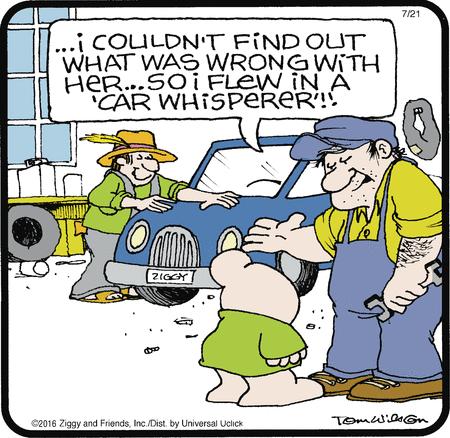 7/21
...i COULDN'T FIND OUT
WHAT WAS WRONG WITH
HER...SO i FLEW IN A
'CAR WHiSPERER'!!
ZIGGY
©2016 Ziggy and Friends, Inc./Dist. by Universal Uclick
Tom Wilson